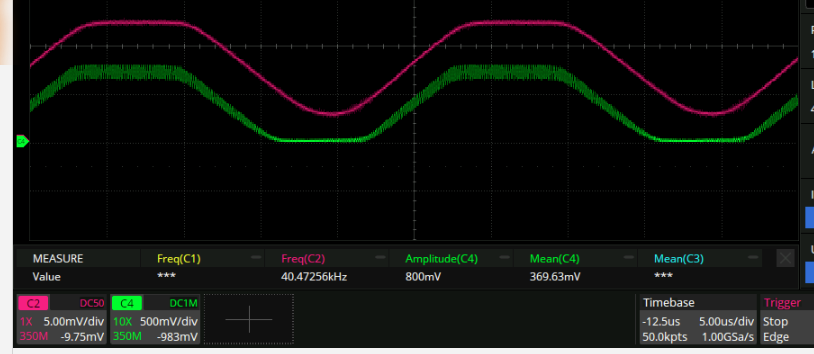 MEASURE Freq(C1) Freq(C2) Amplitude(C4) Mean(C4) Mean(C3)
Value *** 40.47256kHz 800mV 369.63mV ***
C2 DC50 C4 DC1M Timebase Trigger
1X 5.00mV/div 10X 500mV/div -12.5us 5.00us/div Stop
350M -9.75mV 350M -983mV 50.0kpts 1.00GSa/s Edge